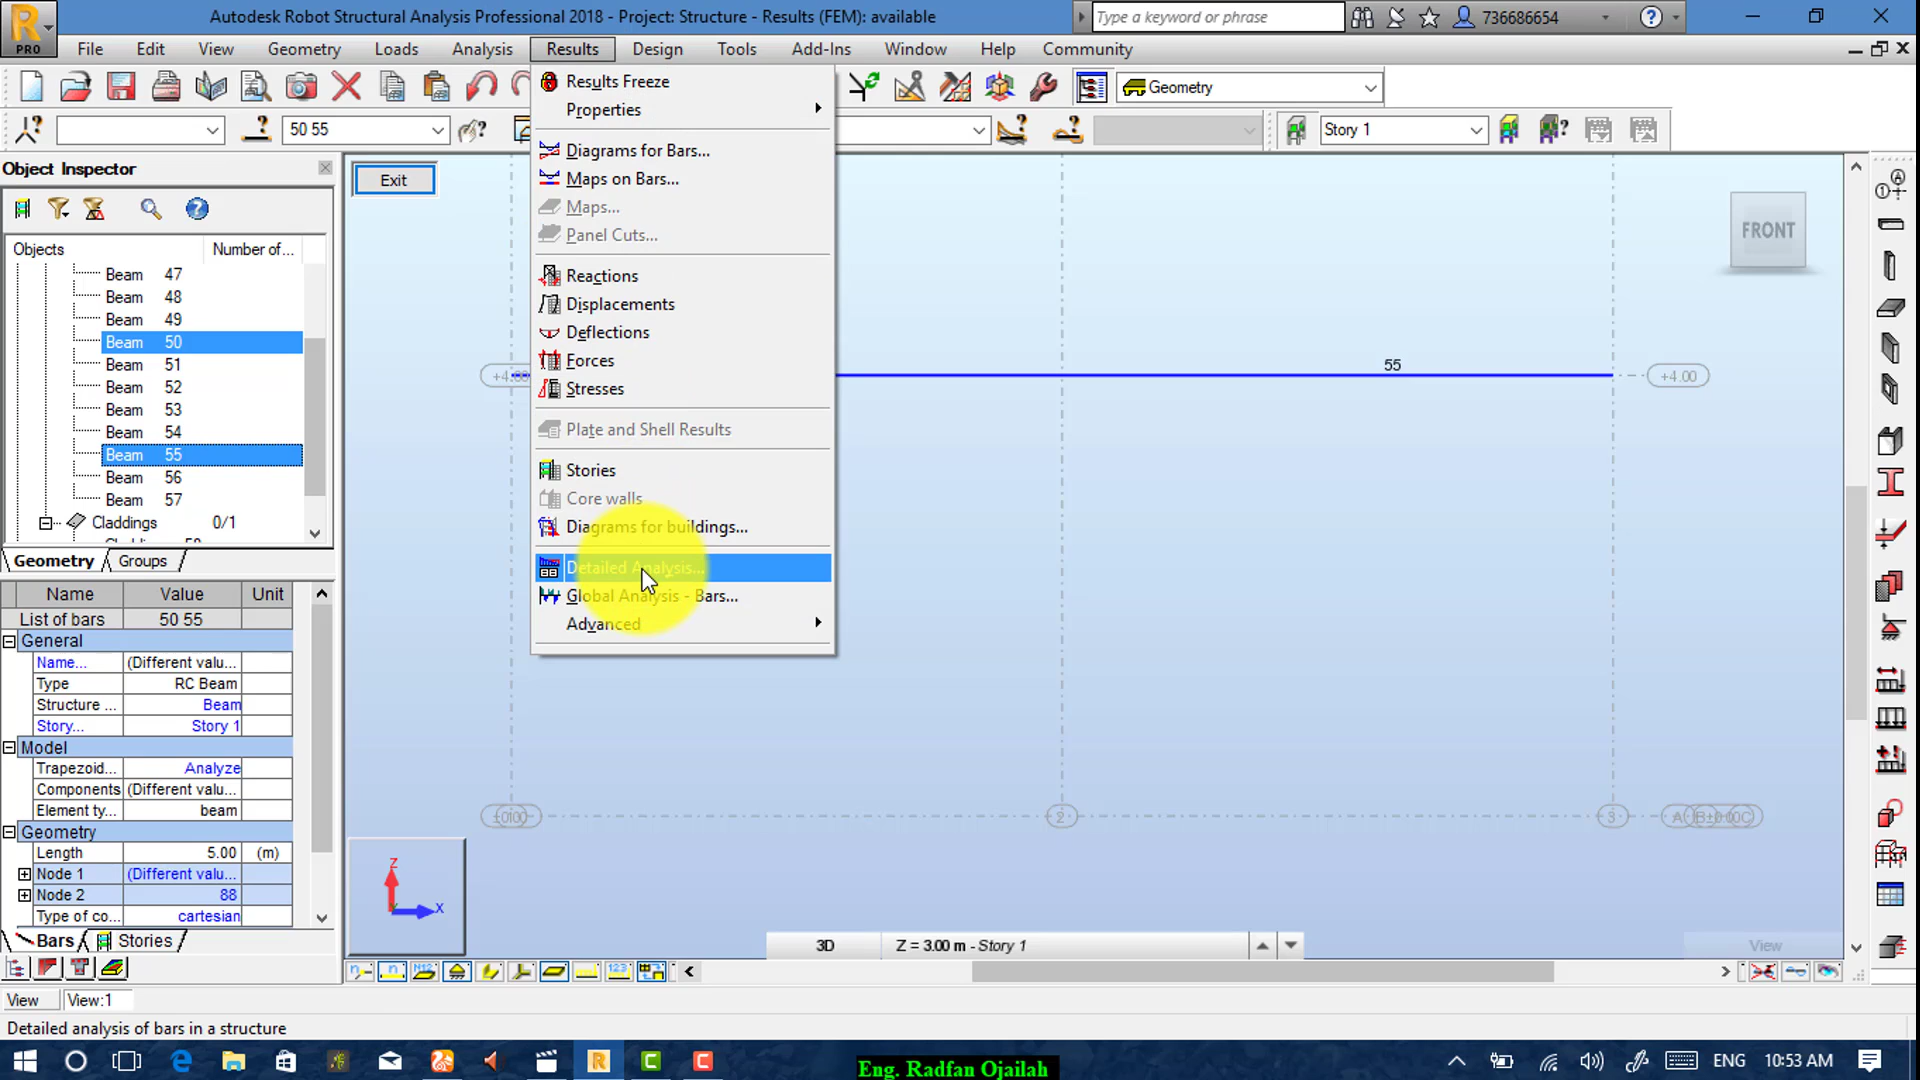 Autodesk Robot Structural Analysis Professional 2018 - Project: Structure - Results (FEM): available
Type a keyword or phrase
736686654
PRO
File Edit View Geometry Loads Analysis Results Design Tools Add-Ins Window Help Community
Geometry
50 55
Story 1
Object Inspector
Objects Number of...
Beam 47
Beam 48
Beam 49
Beam 50
Beam 51
Beam 52
Beam 53
Beam 54
Beam 55
Beam 56
Beam 57
Claddings 0/1
Geometry Groups
Name Value Unit
List of bars 50 55
General
Name... (Different valu...
Type RC Beam
Structure ... Beam
Story... Story 1
Model
Trapezoid... Analyze
Components (Different valu...
Element ty... beam
Geometry
Length 5.00 (m)
Node 1 (Different valu...
Node 2 88
Type of co... cartesian
Bars Stories
Exit
Results Freeze
Properties
Diagrams for Bars...
Maps on Bars...
Maps...
Panel Cuts...
Reactions
Displacements
Deflections
Forces
Stresses
Plate and Shell Results
Stories
Core walls
Diagrams for buildings...
Detailed Analysis...
Global Analysis - Bars...
Advanced
FRONT
55
+4.00
2
3
Z
X
3D Z = 3.00 m - Story 1
View
View View:1
Detailed analysis of bars in a structure
Eng. Radfan Ojailah
ENG 10:53 AM